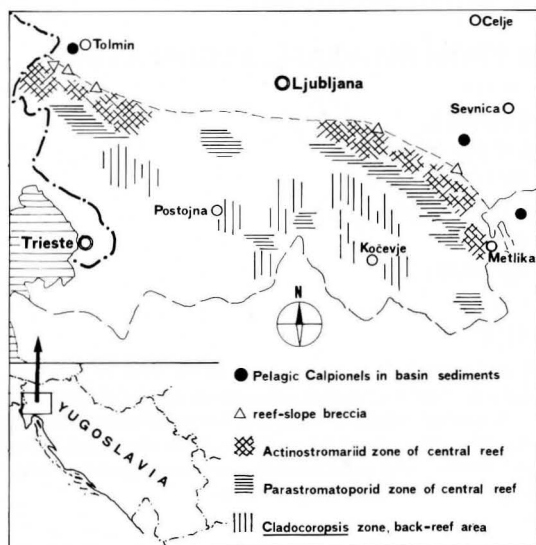 Celje
Tolmin
Ljubljana
Sevnica
Postojna
Trieste
Kočevje
Metlika
N
YUGOSLAVIA
Pelagic Calpionels in basin sediments
reef-slope breccia
Actinostromariid zone of central reef
Parastromatoporid zone of central reef
Cladocoropsis zone, back-reef area